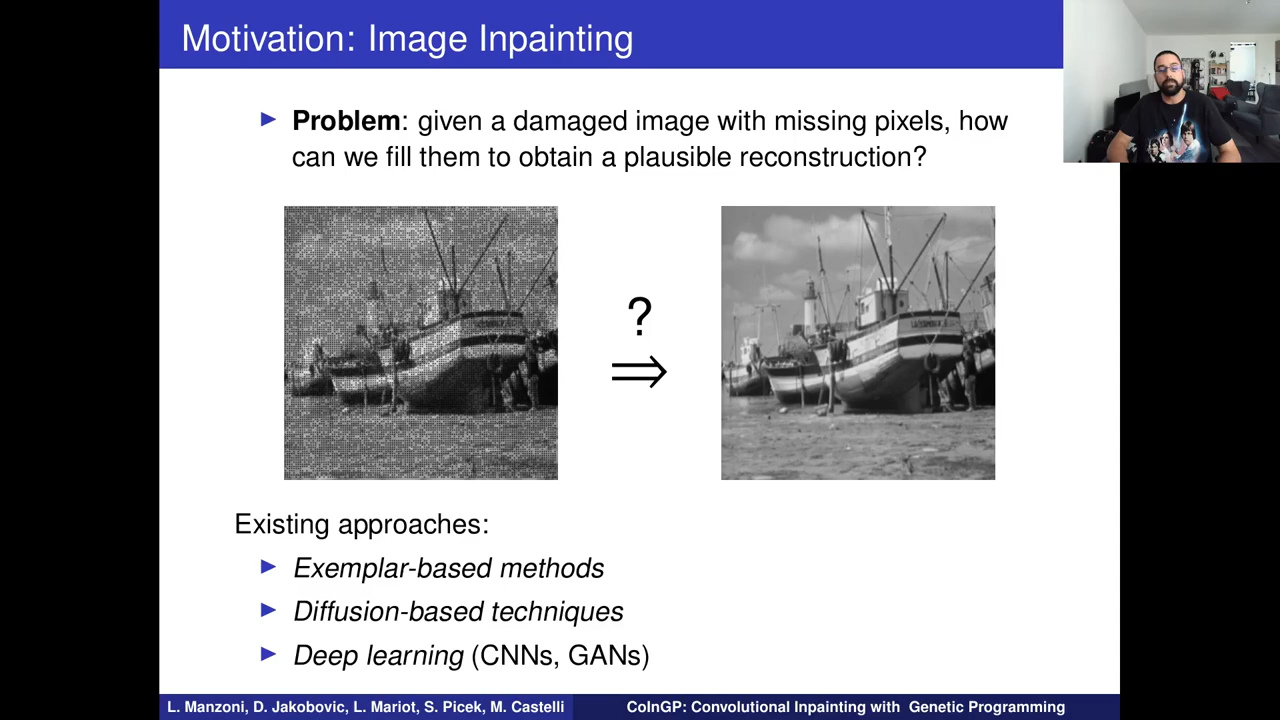 Motivation: Image Inpainting
Problem: given a damaged image with missing pixels, how
can we fill them to obtain a plausible reconstruction?
?
⇒
Existing approaches:
Exemplar-based methods
Diffusion-based techniques
Deep learning (CNNs, GANs)
L. Manzoni, D. Jakobovic, L. Mariot, S. Picek, M. Castelli
CoInGP: Convolutional Inpainting with Genetic Programming